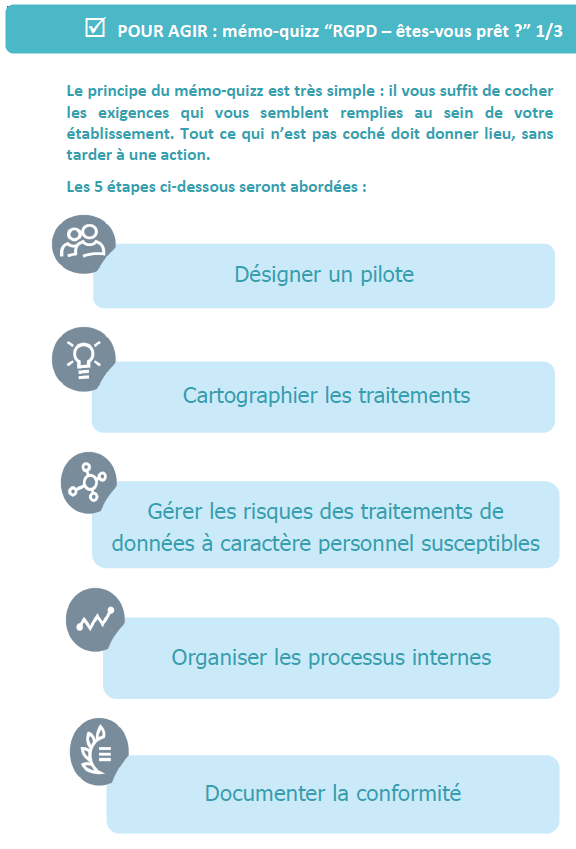 POUR AGIR : mémo-quizz “RGPD – êtes-vous prêt ?” 1/3
Le principe du mémo-quizz est très simple : il vous suffit de cocher
les exigences qui vous semblent remplies au sein de votre
établissement. Tout ce qui n’est pas coché doit donner lieu, sans
tarder à une action.
Les 5 étapes ci-dessous seront abordées :
Désigner un pilote
Cartographier les traitements
Gérer les risques des traitements de
données à caractère personnel susceptibles
Organiser les processus internes
Documenter la conformité